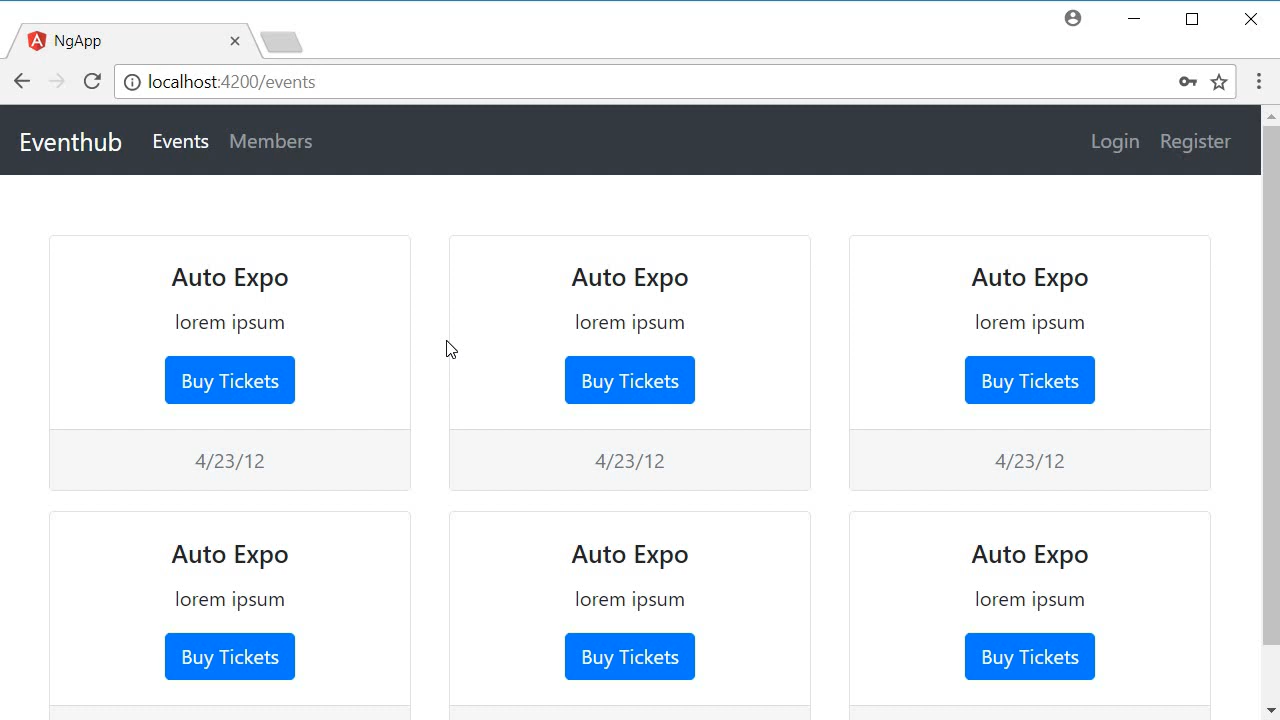 NgApp
localhost:4200/events
Eventhub Events Members Login Register
Auto Expo Auto Expo Auto Expo
lorem ipsum lorem ipsum lorem ipsum
Buy Tickets Buy Tickets Buy Tickets
4/23/12 4/23/12 4/23/12
Auto Expo Auto Expo Auto Expo
lorem ipsum lorem ipsum lorem ipsum
Buy Tickets Buy Tickets Buy Tickets